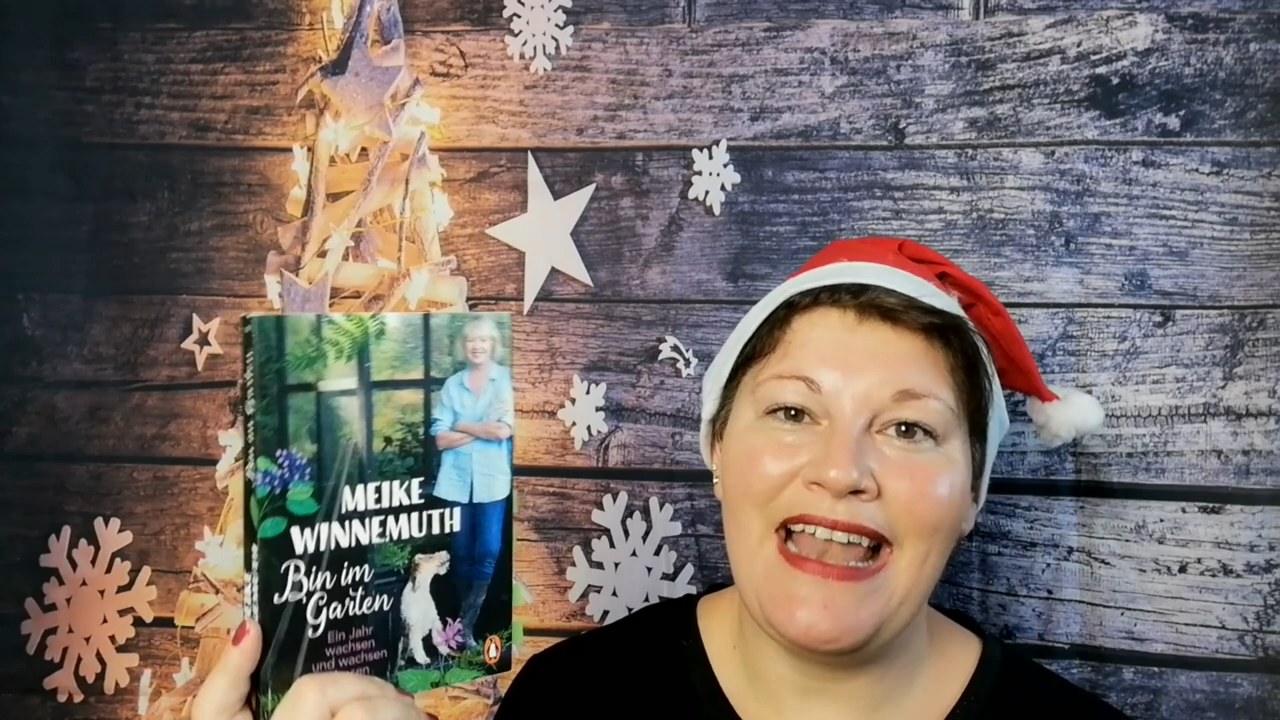 MEIKE
WINNEMUTH
Bin im
Garten
Ein Jahr
wachsen
und wachsen